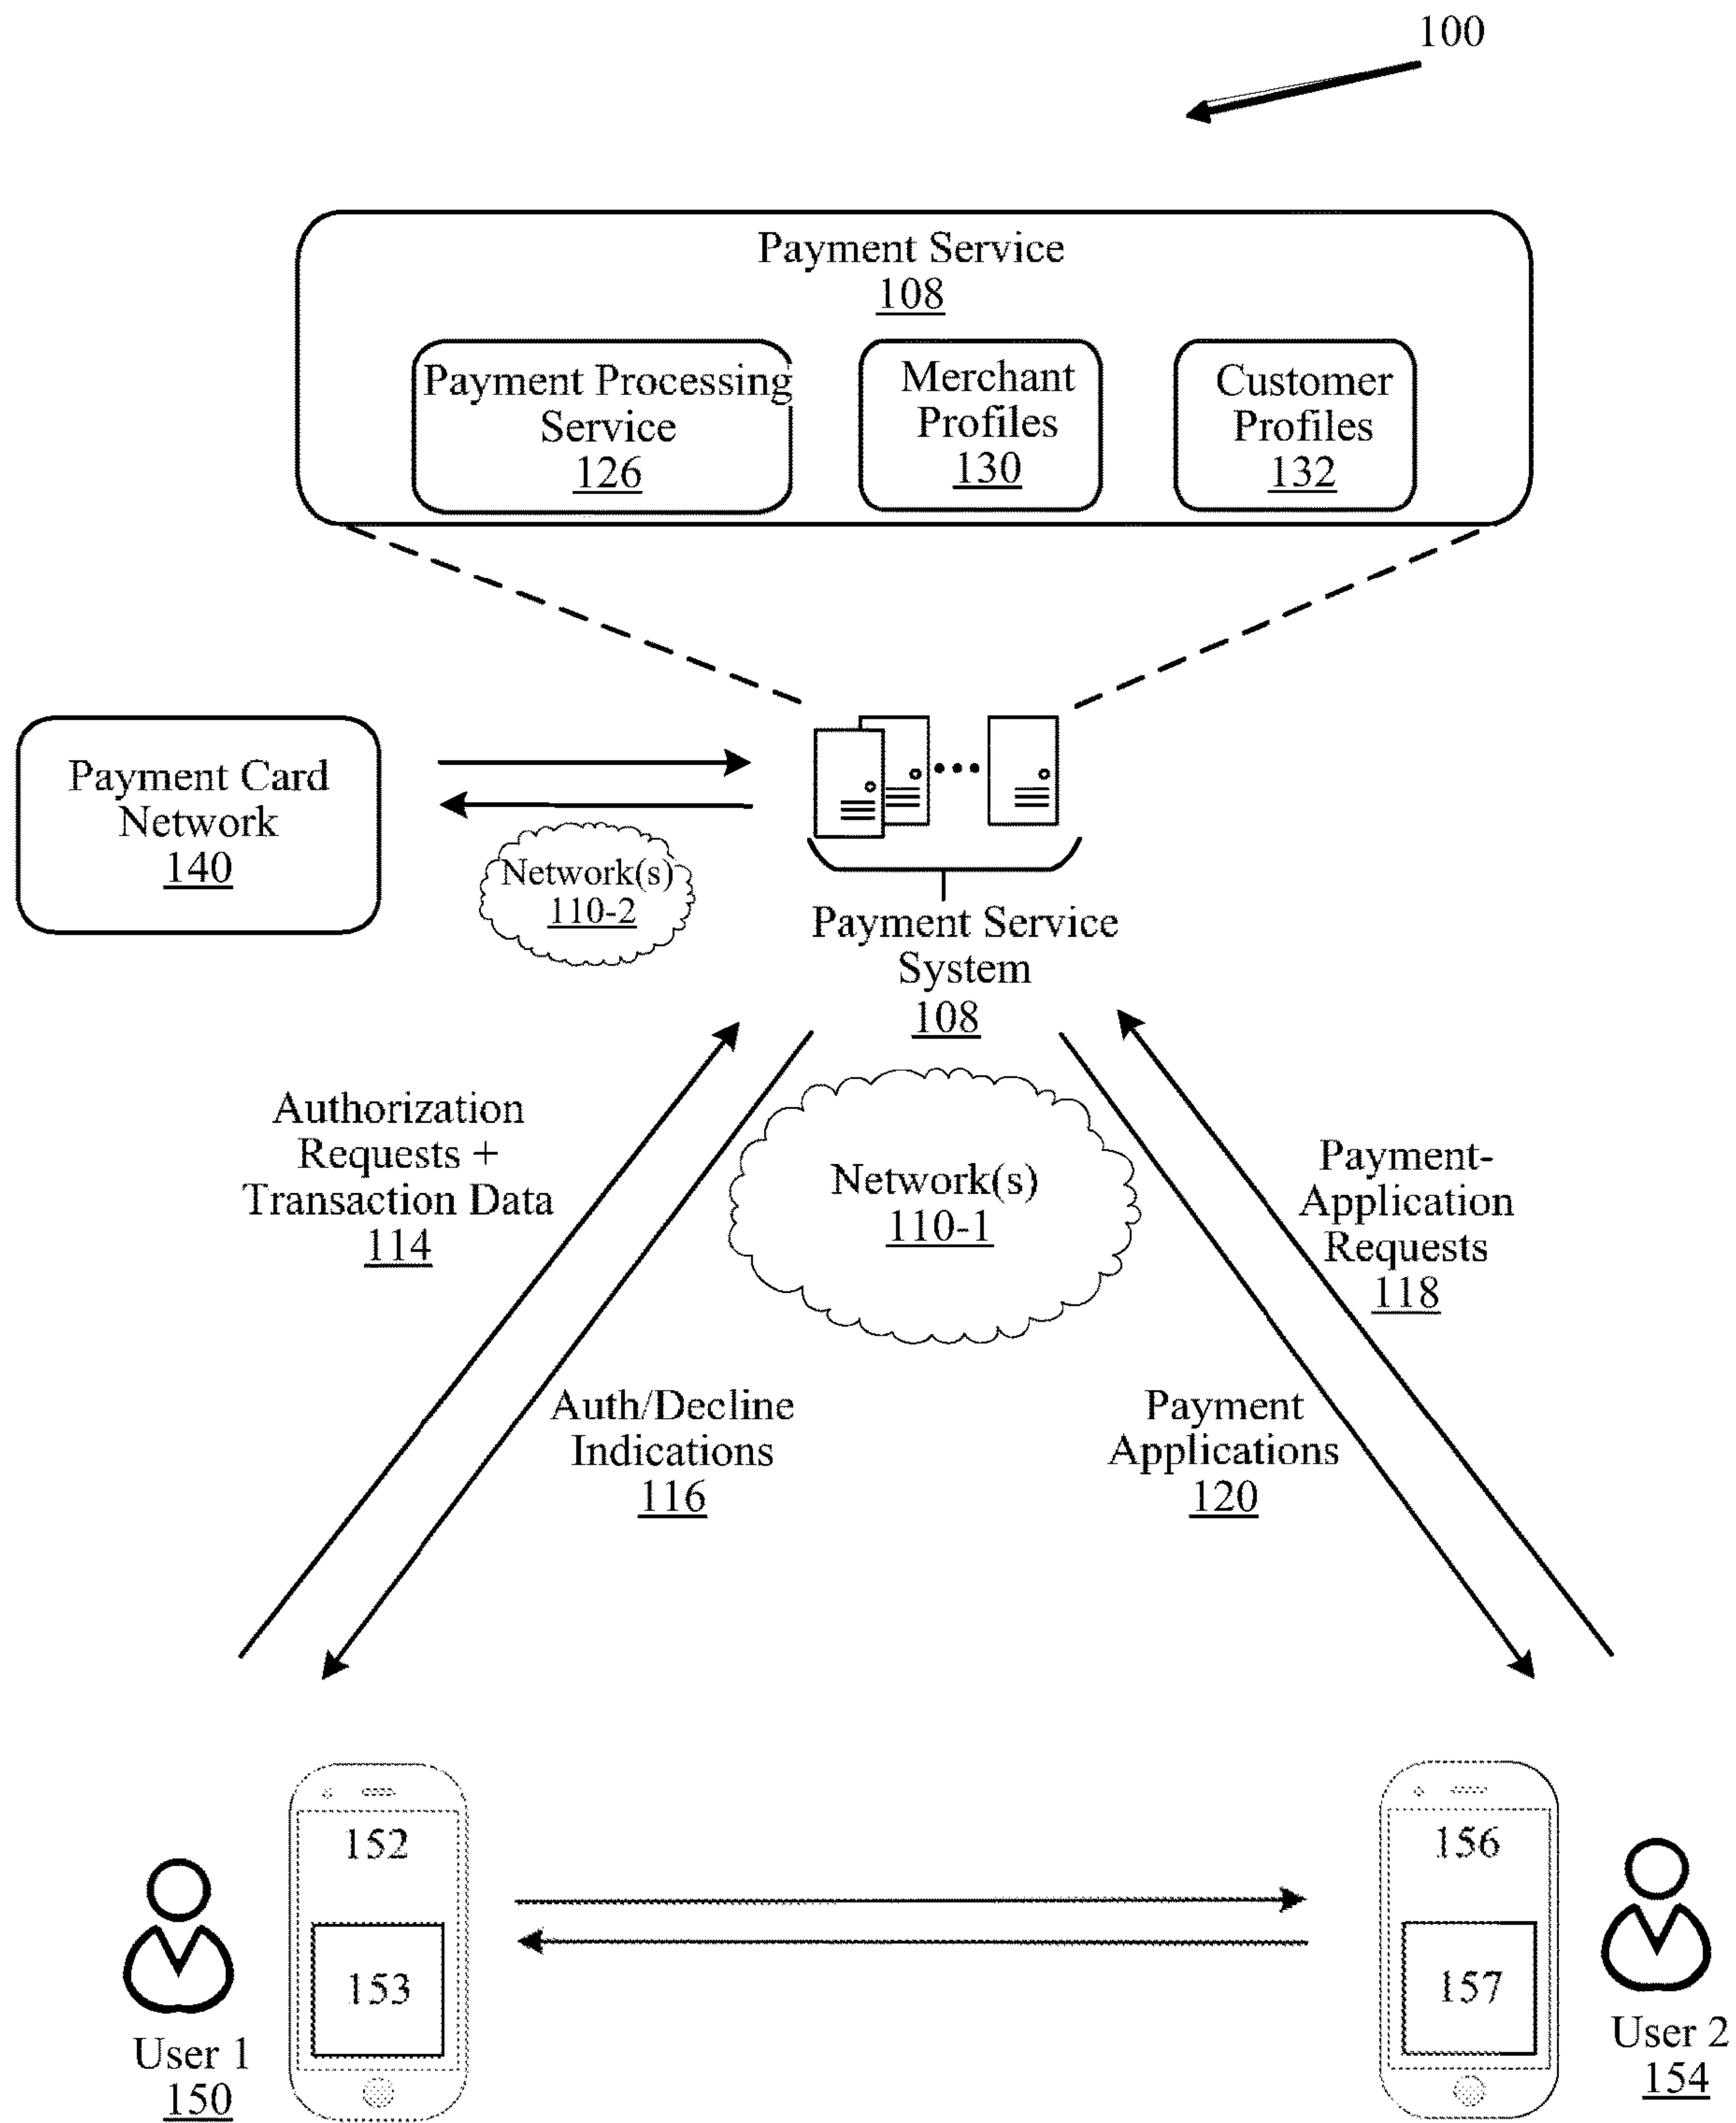 100
Payment Service
108
Payment Processing
Service
126
Merchant
Profiles
130
Customer
Profiles
132
Payment Card
Network
140
Network(s)
110-2
Payment Service
System
108
Authorization
Requests +
Transaction Data
114
Network(s)
110-1
Payment-
Application
Requests
118
Auth/Decline
Indications
116
Payment
Applications
120
152
153
User 1
150
156
157
User 2
154